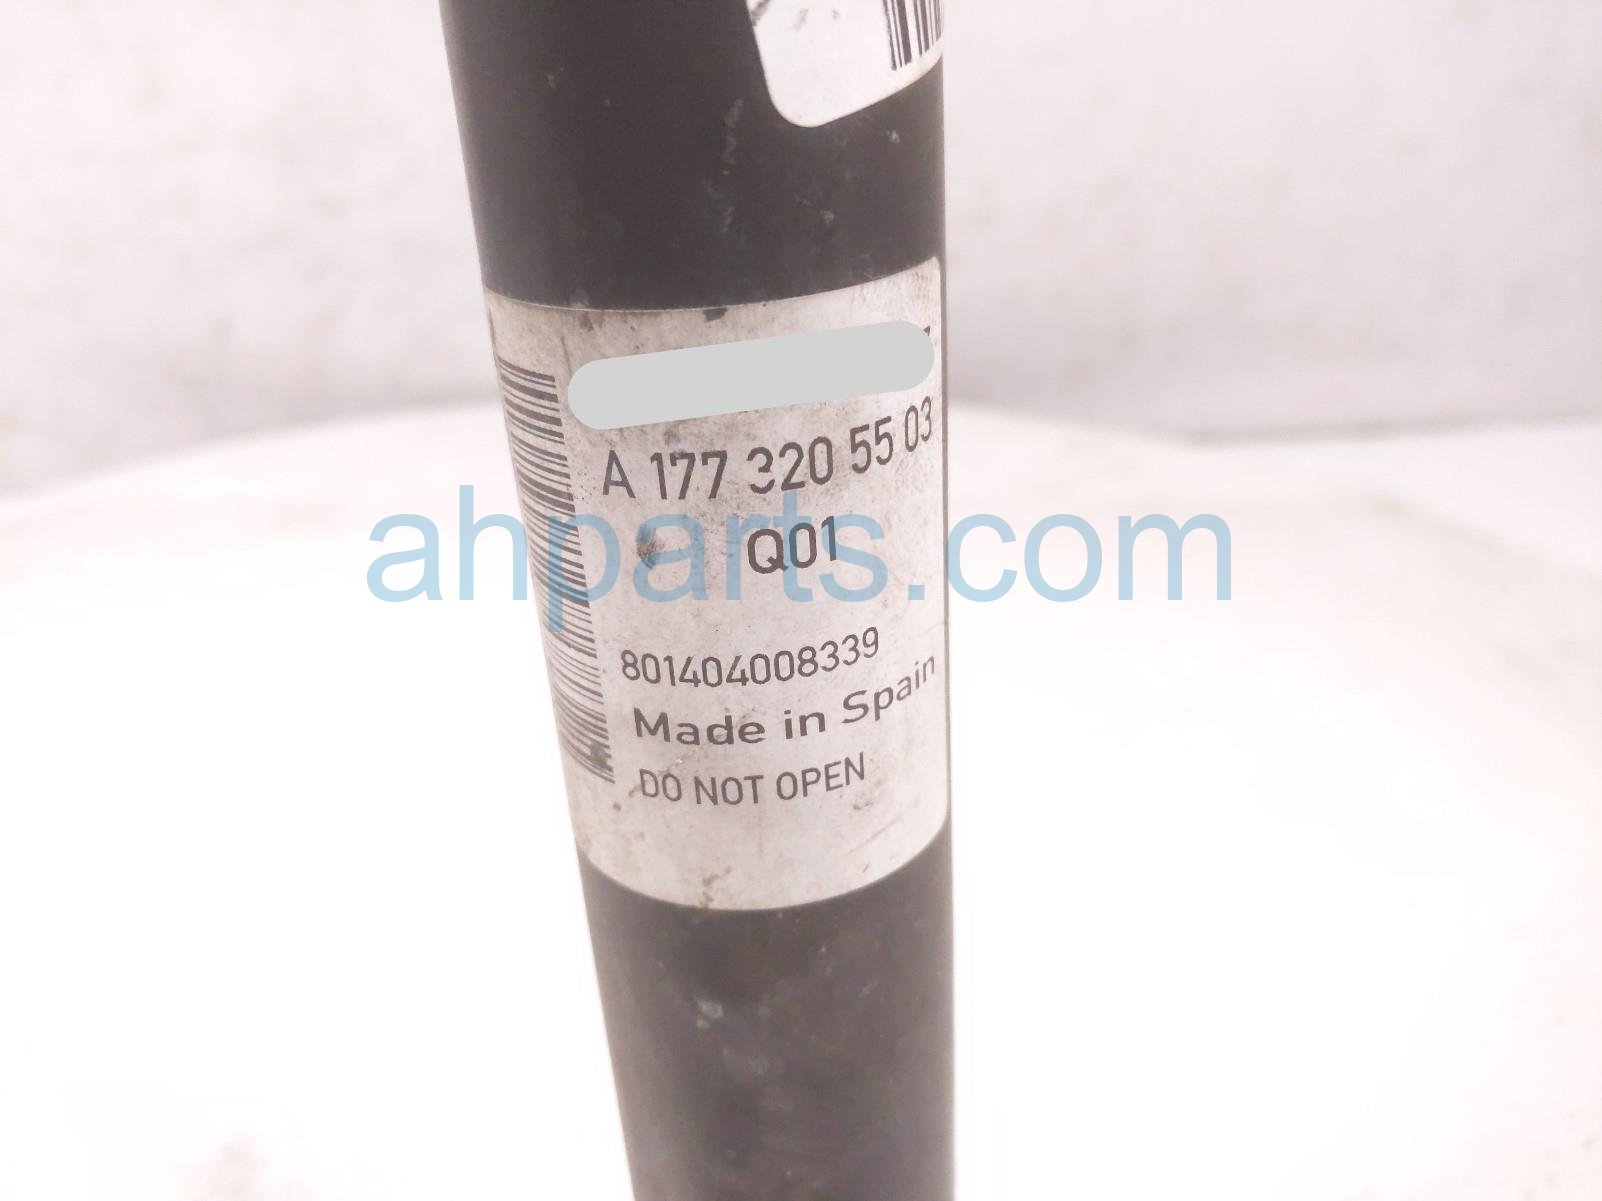 A 177 320 55 03
Q01
ahparts.com
801404008339
Made in Spain
DO NOT OPEN